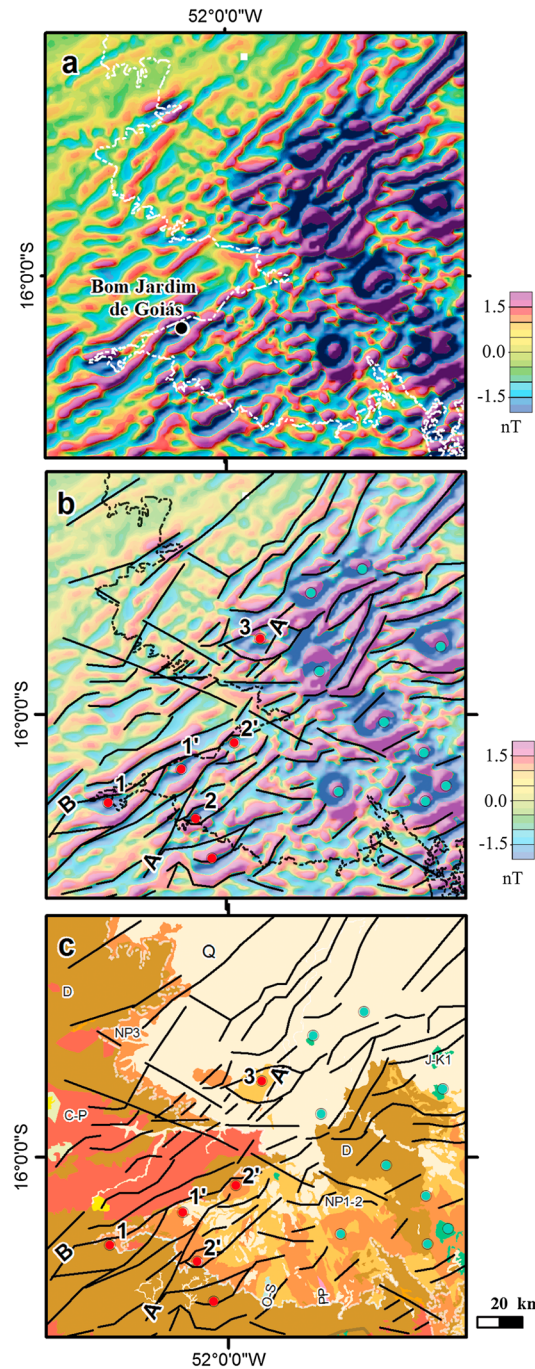 52°0'0"W
a
16°0'0"S
Bom Jardim
de Goiás
1.5
0.0
-1.5
nT
b
3
A
16°0'0"S
2'
1'
1
B
2
A
1.5
0.0
-1.5
nT
c
Q
D
NP3
J-K1
3
A
C-P
D
16°0'0"S
2'
NP1-2
1'
1
B
2'
O-S
PP
A
20 km
52°0'0"W